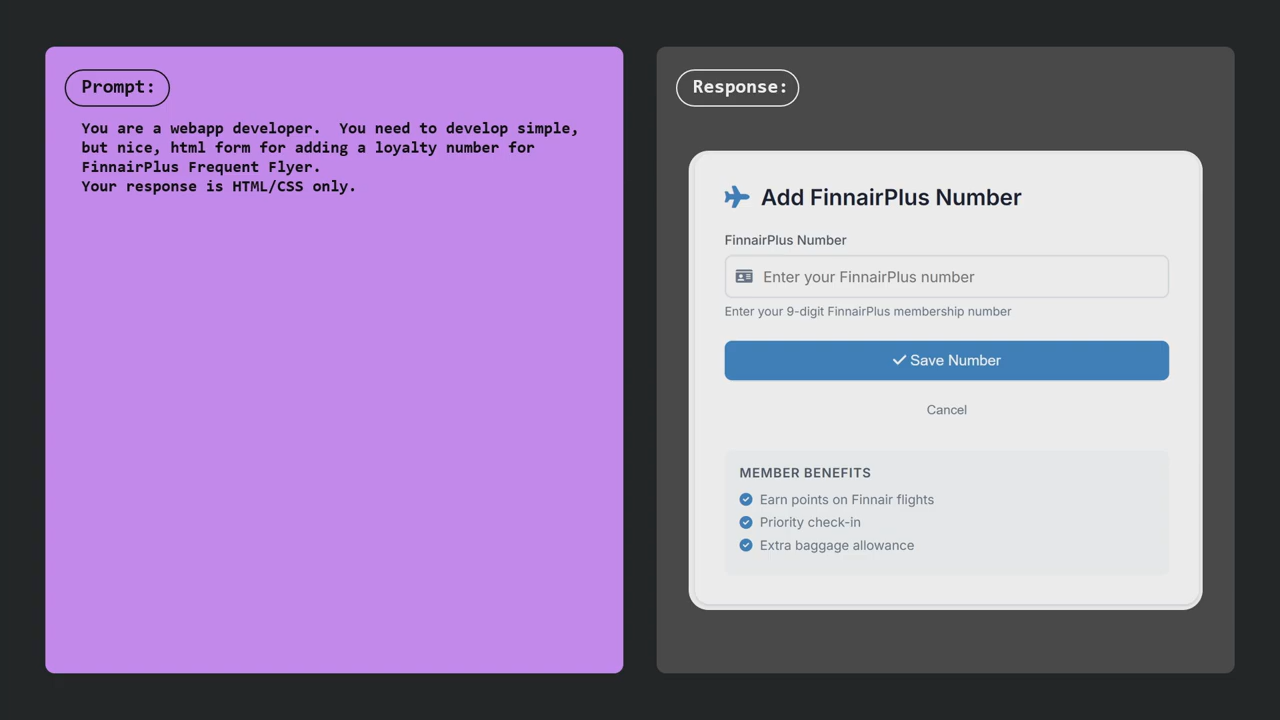 Prompt:
You are a webapp developer.  You need to develop simple,
but nice, html form for adding a loyalty number for
FinnairPlus Frequent Flyer.
Your response is HTML/CSS only.
Response:
Add FinnairPlus Number
FinnairPlus Number
Enter your FinnairPlus number
Enter your 9-digit FinnairPlus membership number
Save Number
Cancel
MEMBER BENEFITS
Earn points on Finnair flights
Priority check-in
Extra baggage allowance